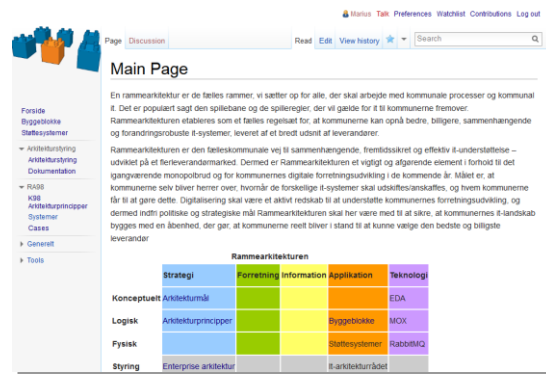 Marius Talk Preferences Watchlist Contributions Log out
Page Discussion Read Edit View history Search
Main Page
En rammearkitektur er de fælles rammer, vi sætter op for alle, der skal arbejde med kommunale processer og kommunal
it. Det er populært sagt den spillebane og de spilleregler, der vil gælde for it til kommunerne fremover.
Rammearkitekturen etableres som et fælles regelsæt for, at kommunerne kan opnå bedre, billigere, sammenhængende
og forandringsrobuste it-systemer, leveret af et bredt udsnit af leverandører.
Rammearkitekturen er den fælleskommunale vej til sammenhængende, fremtidssikret og effektiv it-understøttelse –
udviklet på et flerleverandørmarked. Dermed er Rammearkitekturen et vigtigt og afgørende element i forhold til det
igangværende monopolbrud og for kommunernes digitale forretningsudvikling i de kommende år. Målet er, at
kommunerne selv bliver herrer over, hvornår de forskellige it-systemer skal udskiftes/anskaffes, og hvem kommunerne
får til at gøre dette. Digitalisering skal være et aktivt redskab til at understøtte kommunernes forretningsudvikling, og
dermed indfri politiske og strategiske mål Rammearkitekturen skal her være med til at sikre, at kommunernes it-landskab
bygges med en åbenhed, der gør, at kommunerne reelt bliver i stand til at kunne vælge den bedste og billigste
leverandør
Forside
Byggeblokke
Støttesystemer
Arkitekturstyring
Arkitekturstyring
Dokumentation
RA98
K98
Arkitekturprincipper
Systemer
Cases
Generelt
Tools
Rammearkitekturen
Strategi Forretning Information Applikation Teknologi
Konceptuelt Arkitekturmål EDA
Logisk Arkitekturprincipper Byggeblokke MOX
Fysisk Støttesystemer RabbitMQ
Styring Enterprise arkitektur It-arkitekturrådet